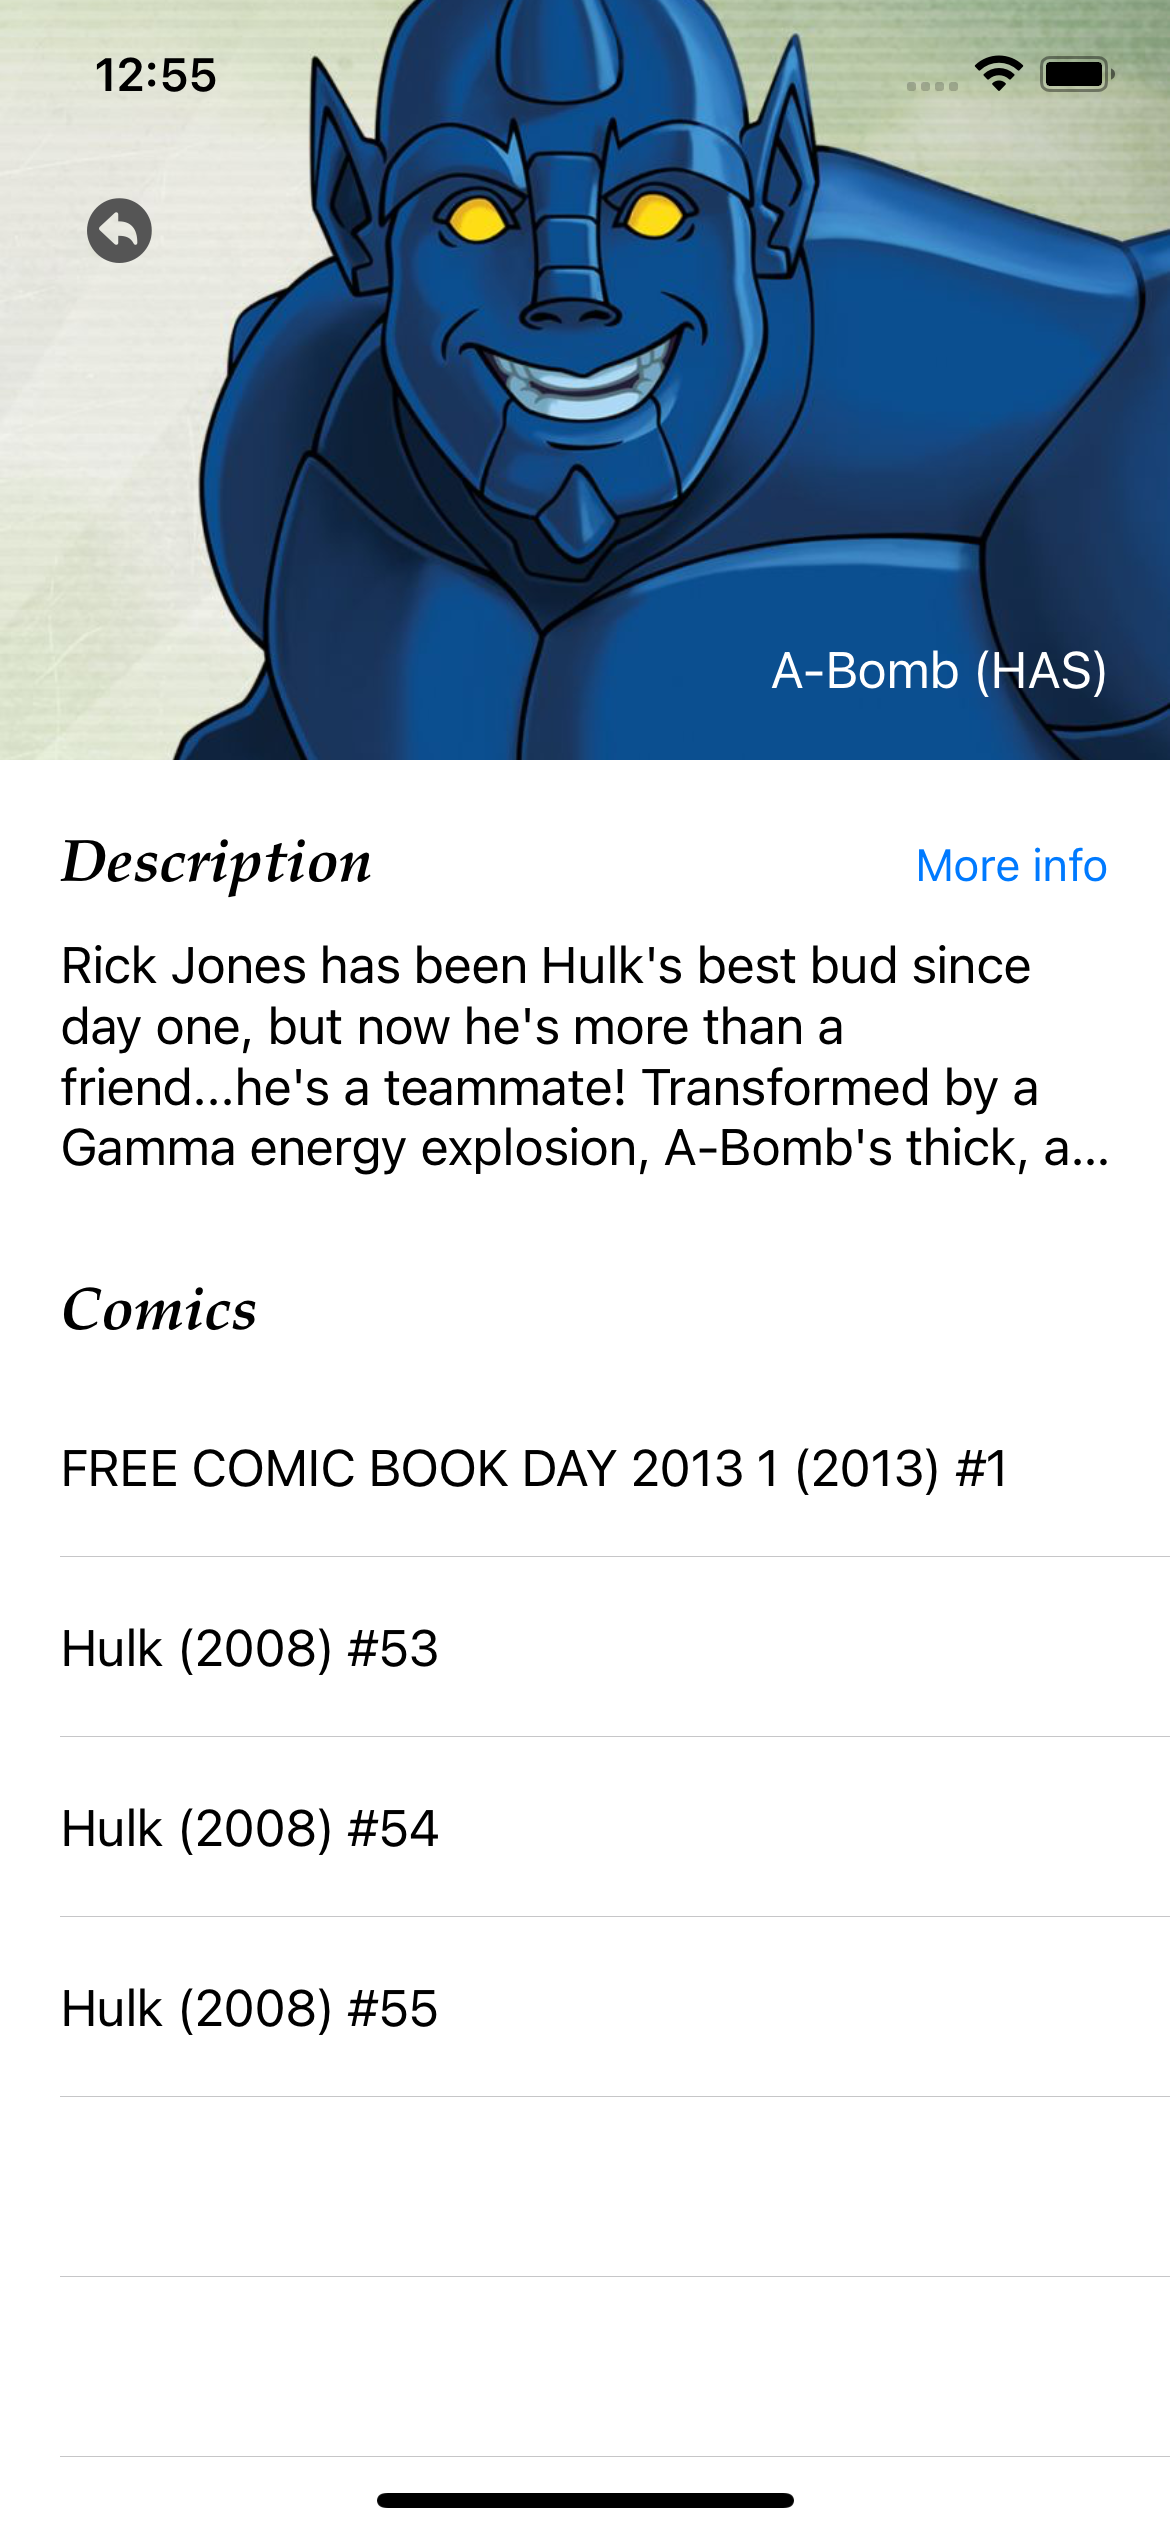 12:55
A-Bomb (HAS)
Description
More info
Rick Jones has been Hulk's best bud since
day one, but now he's more than a
friend...he's a teammate! Transformed by a
Gamma energy explosion, A-Bomb's thick, a...
Comics
FREE COMIC BOOK DAY 2013 1 (2013) #1
Hulk (2008) #53
Hulk (2008) #54
Hulk (2008) #55